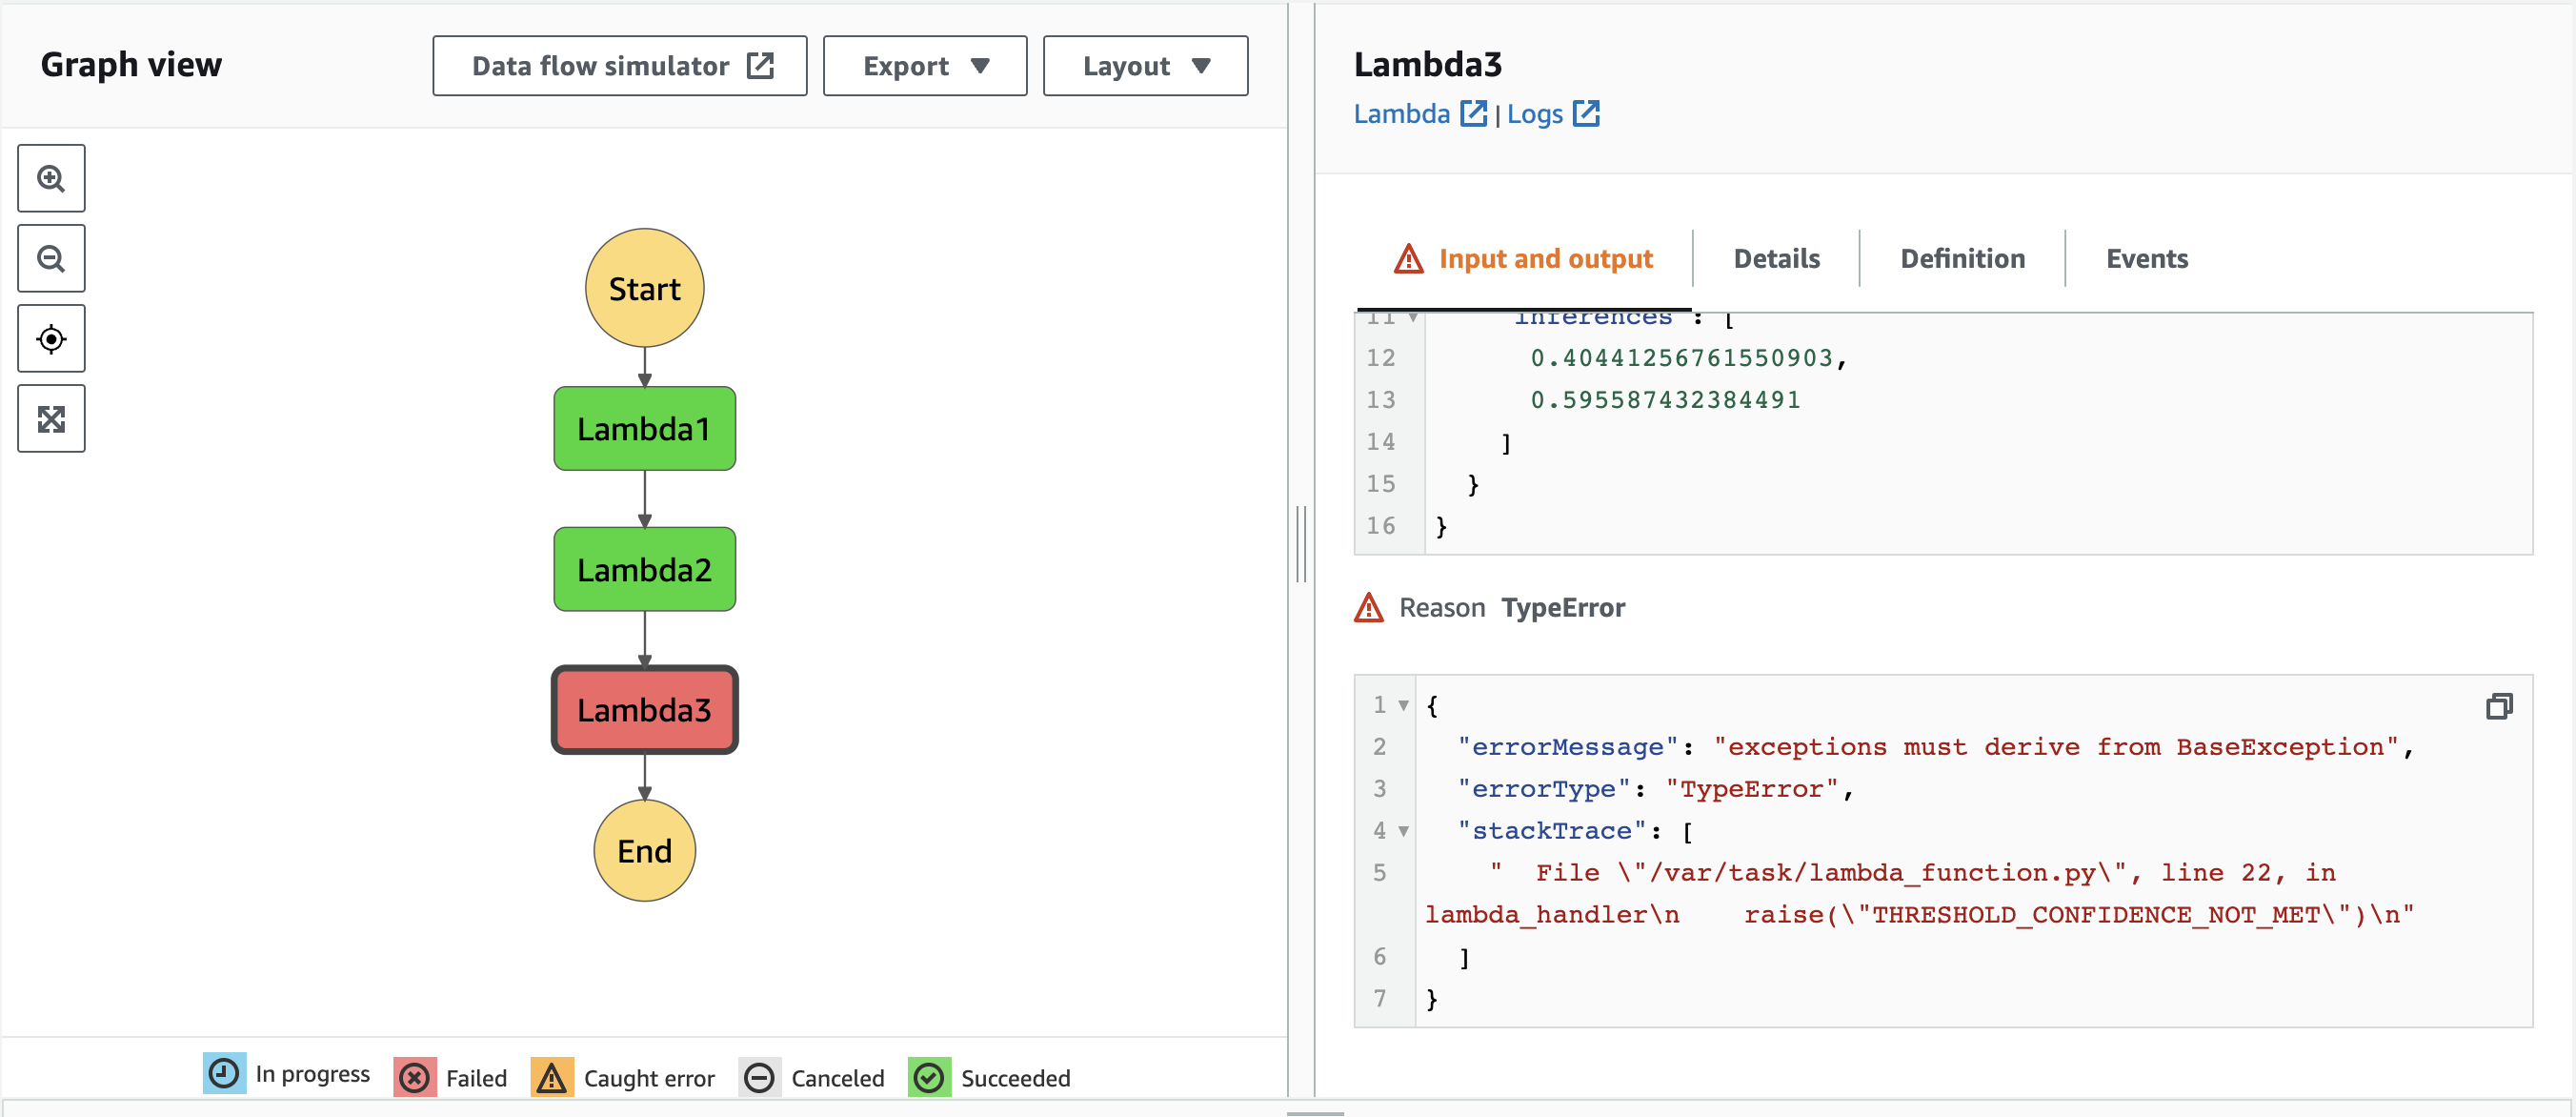 Graph view
Data flow simulator
Export
Layout
Start
Lambda1
Lambda2
Lambda3
End
In progress
Failed
Caught error
Canceled
Succeeded
Lambda3
Lambda | Logs
Input and output
Details
Definition
Events
11 "inferences": [
12 0.40441256761550903,
13 0.595587432384491
14 ]
15 }
16 }
Reason TypeError
1 {
2 "errorMessage": "exceptions must derive from BaseException",
3 "errorType": "TypeError",
4 "stackTrace": [
5 "  File \"/var/task/lambda_function.py\", line 22, in
lambda_handler\n    raise(\"THRESHOLD_CONFIDENCE_NOT_MET\")\n"
6 ]
7 }